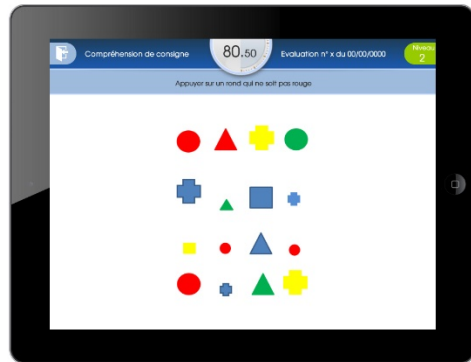 Compréhension de consigne
80.50
Evaluation n° x du 00/00/0000
Niveau
2
Appuyer sur un rond qui ne soit pas rouge